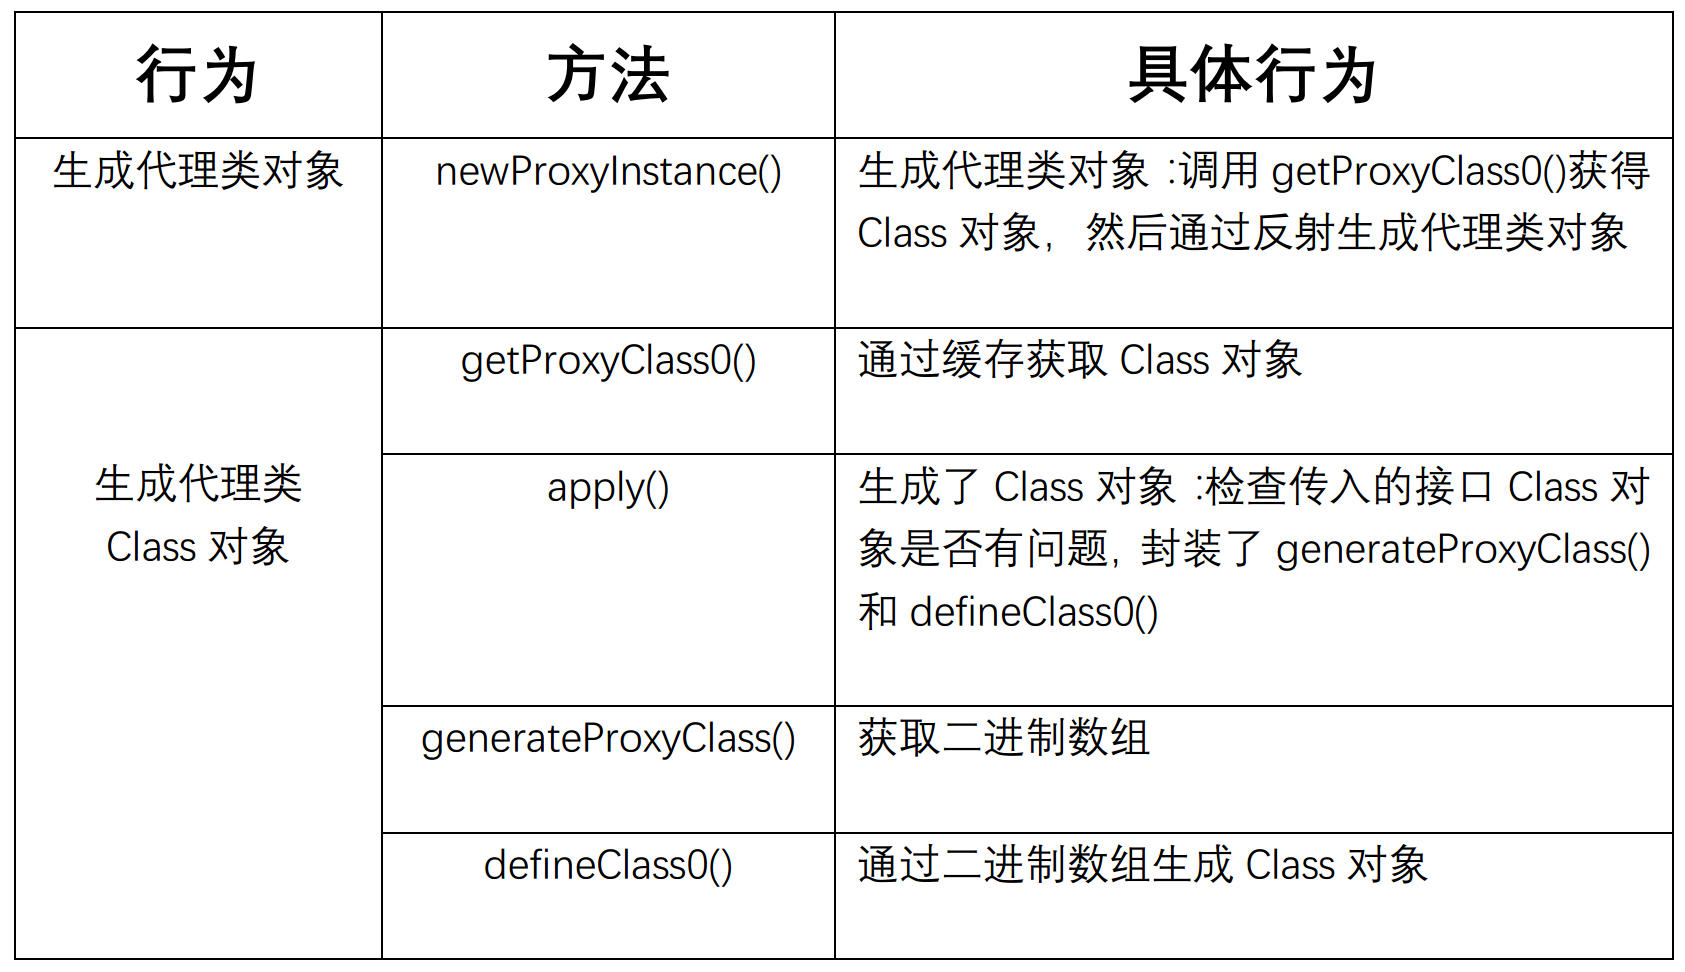 行为
方法
具体行为
生成代理类对象
newProxyInstance()
生成代理类对象:调用 getProxyClass0()获得
Class 对象，然后通过反射生成代理类对象
生成代理类
Class 对象
getProxyClass0()
通过缓存获取 Class 对象
apply()
生成了 Class 对象:检查传入的接口 Class 对
象是否有问题，封装了 generateProxyClass()
和 defineClass0()
generateProxyClass()
获取二进制数组
defineClass0()
通过二进制数组生成 Class 对象